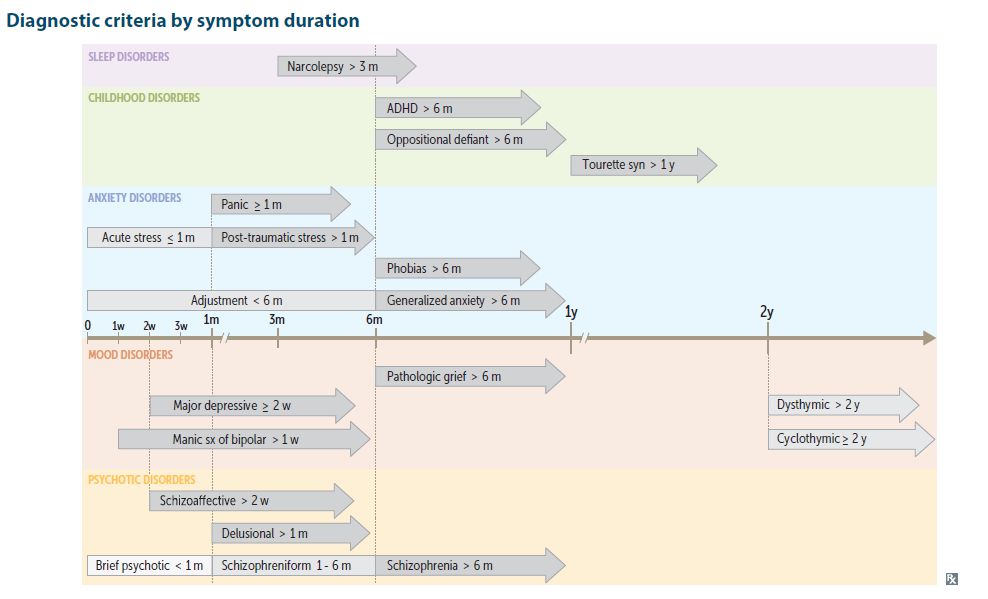 Diagnostic criteria by symptom duration
SLEEP DISORDERS
Narcolepsy > 3 m
CHILDHOOD DISORDERS
ADHD > 6 m
Oppositional defiant > 6 m
Tourette syn > 1 y
ANXIETY DISORDERS
Panic ≥ 1 m
Acute stress ≤ 1 m
Post-traumatic stress > 1 m
Phobias > 6 m
Adjustment < 6 m
Generalized anxiety > 6 m
0 1w 2w 3w 1m 3m 6m 1y 2y
MOOD DISORDERS
Pathologic grief > 6 m
Major depressive ≥ 2 w
Dysthymic > 2 y
Manic sx of bipolar > 1 w
Cyclothymic ≥ 2 y
PSYCHOTIC DISORDERS
Schizoaffective > 2 w
Delusional > 1 m
Brief psychotic < 1 m
Schizophreniform 1 - 6 m
Schizophrenia > 6 m
RX